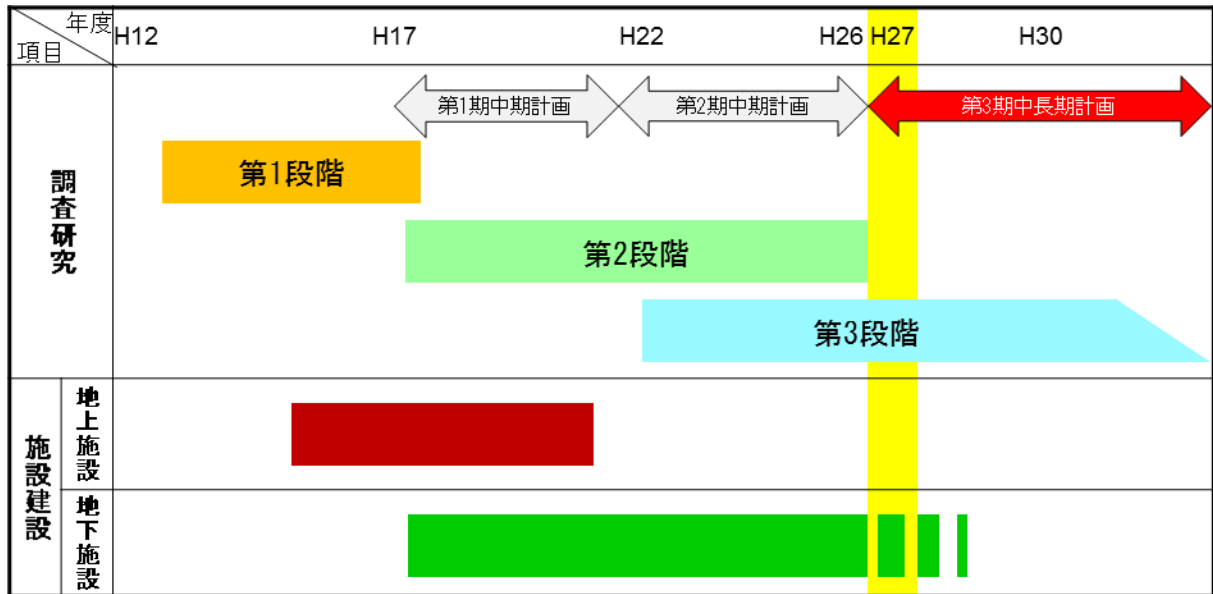 年度
項目
H12 H17 H22 H26 H27 H30
第1期中期計画 第2期中期計画 第3期中長期計画
調査研究
第1段階
第2段階
第3段階
施設建設
地上施設
地下施設